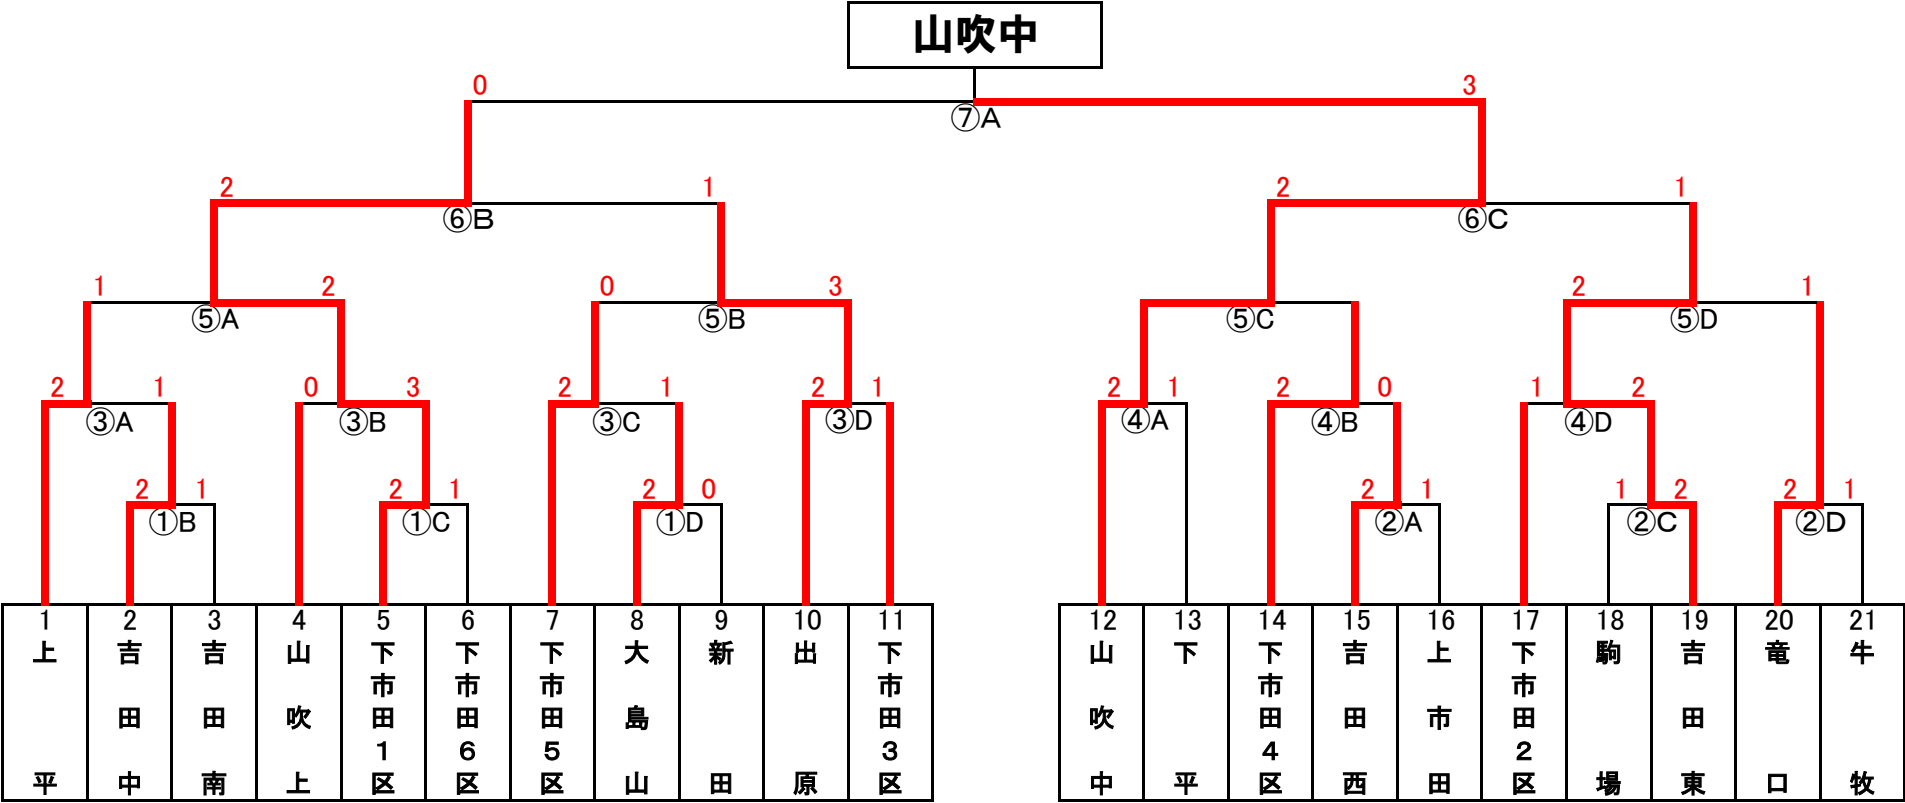 山吹中
0 3
⑦A
2 1 2 1
⑥B ⑥C
1 2 0 3 2 1
⑤A ⑤B ⑤C ⑤D
2 1 0 3 2 1 2 1 2 1 2 0 1 2
③A ③B ③C ③D ④A ④B ④D
2 1 2 1 2 0 2 1 1 2 2 1
①B ①C ①D ②A ②C ②D
1 上平
2 吉田中
3 吉田南
4 山吹上
5 下市田1区
6 下市田6区
7 下市田5区
8 大島山
9 新田
10 出原
11 下市田3区
12 山吹中
13 下平
14 下市田4区
15 吉田西
16 上市田
17 下市田2区
18 駒場
19 吉田東
20 竜口
21 牛牧